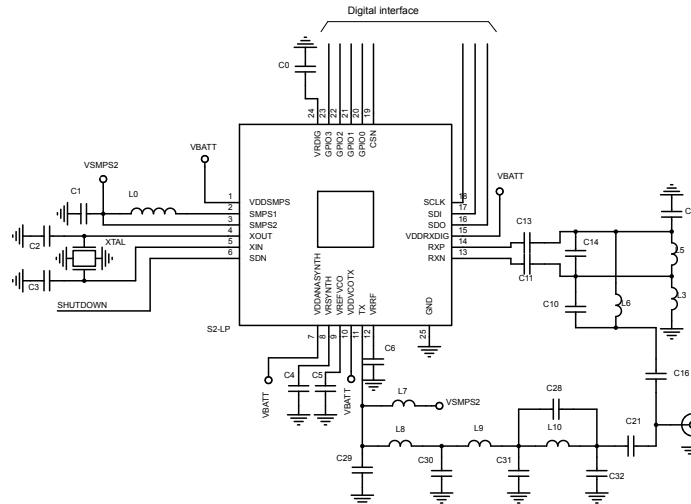 Digital interface
C0
24
23
22
21
20
19
VRDIG
GPIO3
GPIO2
GPIO1
GPIO0
CSN
VBATT
VSMPS2
C1
L0
1
2
3
4
5
6
VDDSMPS
SMPS1
SMPS2
XOUT
XIN
SDN
C2
XTAL
C3
SHUTDOWN
S2-LP
SCLK
SDI
SDO
VDDRXDIG
RXP
RXN
18
17
16
15
14
13
VBATT
C13
C11
C14
C10
L6
L5
L3
C16
VDDANASYNTH
VRSYNTH
VREFVCO
VDDVCOTX
TX
VRRF
GND
7
8
9
10
11
12
25
VBATT
C4
C5
VBATT
C6
L7
VSMPS2
C28
L8
L9
L10
C21
C29
C30
C31
C32